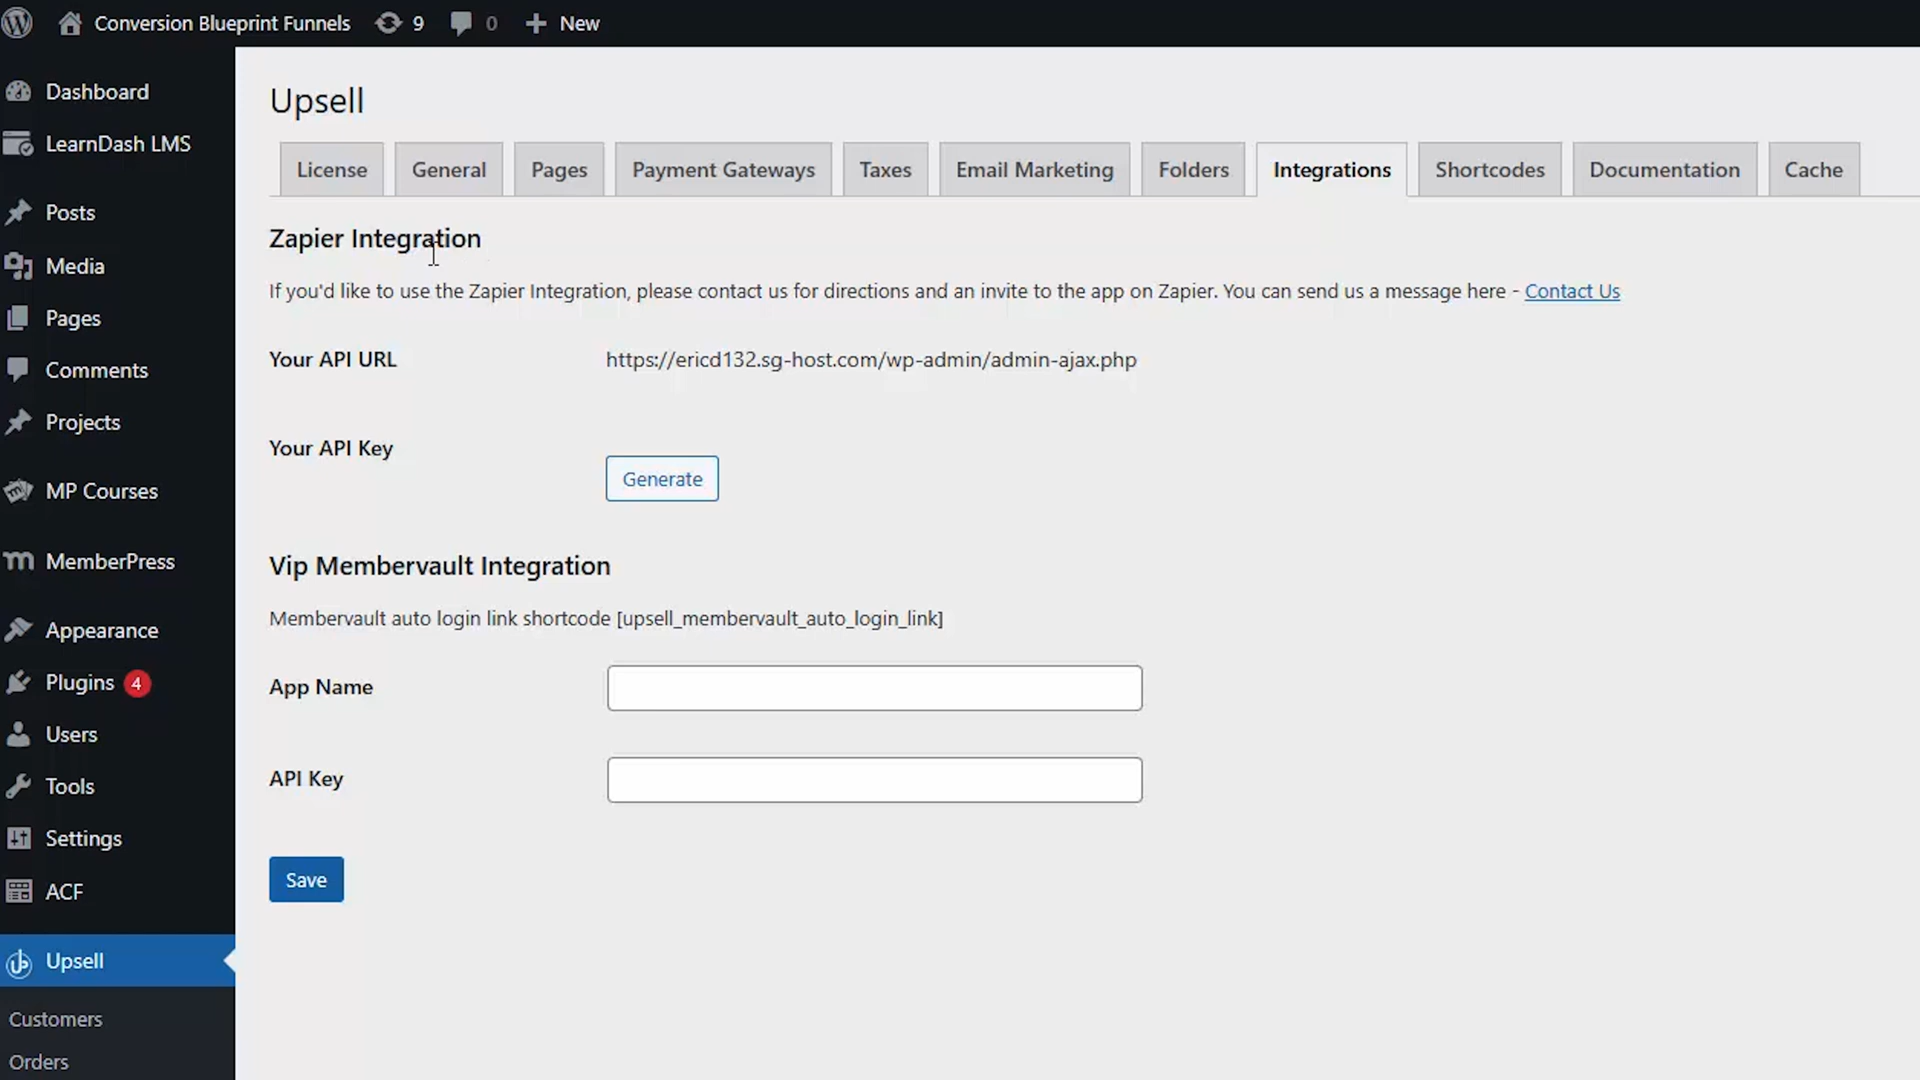 Conversion Blueprint Funnels 9 0 New
Dashboard
LearnDash LMS
Posts
Media
Pages
Comments
Projects
MP Courses
MemberPress
Appearance
Plugins 4
Users
Tools
Settings
ACF
Upsell
Customers
Orders
Upsell
License General Pages Payment Gateways Taxes Email Marketing Folders Integrations Shortcodes Documentation Cache
Zapier Integration
If you'd like to use the Zapier Integration, please contact us for directions and an invite to the app on Zapier. You can send us a message here - Contact Us
Your API URL https://ericd132.sg-host.com/wp-admin/admin-ajax.php
Your API Key
Generate
Vip Membervault Integration
Membervault auto login link shortcode [upsell_membervault_auto_login_link]
App Name
API Key
Save